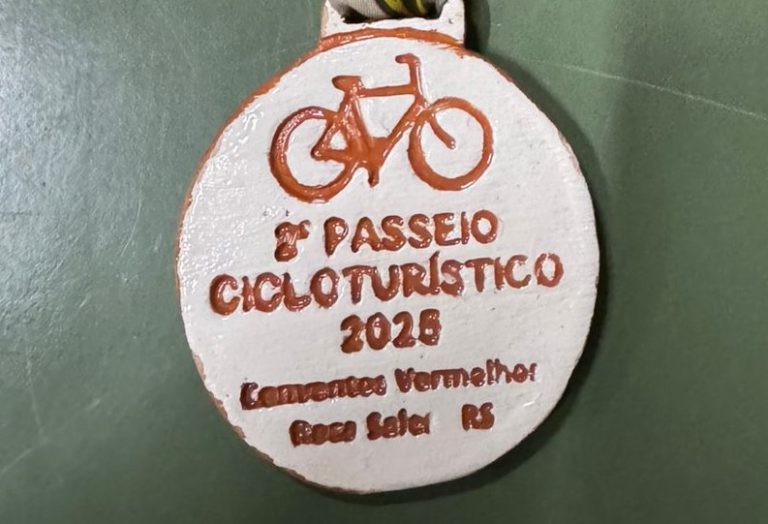 2º PASSEIO
CICLOTURÍSTICO
2025
Conventos Vermelhos
Roca Sales RS